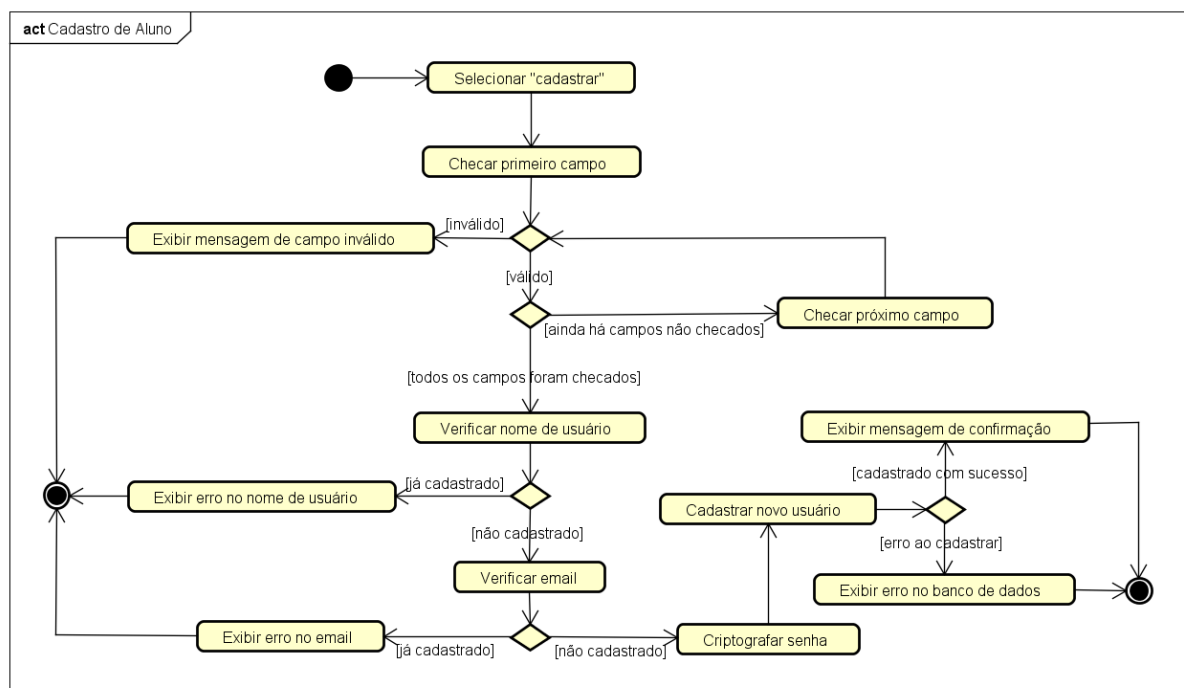 act Cadastro de Aluno
Selecionar "cadastrar"
Checar primeiro campo
[inválido]
Exibir mensagem de campo inválido
[válido]
[ainda há campos não checados]
Checar próximo campo
[todos os campos foram checados]
Verificar nome de usuário
Exibir mensagem de confirmação
[já cadastrado]
Exibir erro no nome de usuário
[cadastrado com sucesso]
Cadastrar novo usuário
[não cadastrado]
[erro ao cadastrar]
Verificar email
Exibir erro no banco de dados
Exibir erro no email
[já cadastrado]
[não cadastrado]
Criptografar senha